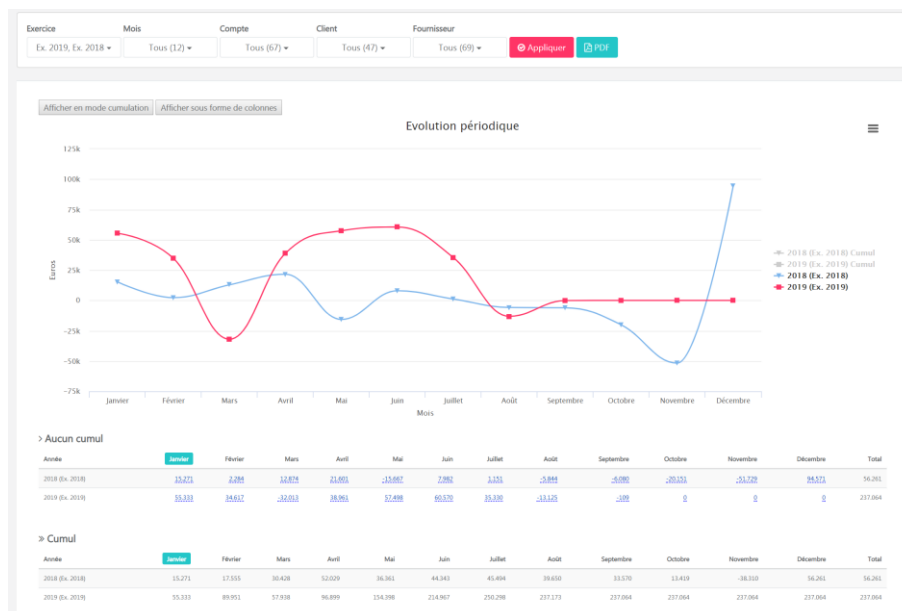 Exercice Mois Compte Client Fournisseur
Ex. 2019, Ex. 2018 Tous (12) Tous (67) Tous (47) Tous (69) Appliquer PDF
Afficher en mode cumulation Afficher sous forme de colonnes
Evolution périodique
125k
100k
75k
50k
25k
0
-25k
-50k
-75k
Euros
Janvier Février Mars Avril Mai Juin Juillet Août Septembre Octobre Novembre Décembre
Mois
2018 (Ex. 2018) Cumul
2019 (Ex. 2019) Cumul
2018 (Ex. 2018)
2019 (Ex. 2019)
> Aucun cumul
Année Janvier Février Mars Avril Mai Juin Juillet Août Septembre Octobre Novembre Décembre Total
2018 (Ex. 2018) 15.271 2.284 12.874 21.601 -15.667 7.982 1.151 -5.844 -6.080 -20.151 -51.729 94.571 56.261
2019 (Ex. 2019) 55.333 34.617 -32.013 38.961 57.498 60.570 35.330 -13.125 -109 0 0 0 237.064
» Cumul
Année Janvier Février Mars Avril Mai Juin Juillet Août Septembre Octobre Novembre Décembre Total
2018 (Ex. 2018) 15.271 17.555 30.428 52.029 36.361 44.343 45.494 39.650 33.570 13.419 -38.310 56.261 56.261
2019 (Ex. 2019) 55.333 89.951 57.938 96.899 154.398 214.967 250.298 237.173 237.064 237.064 237.064 237.064 237.064